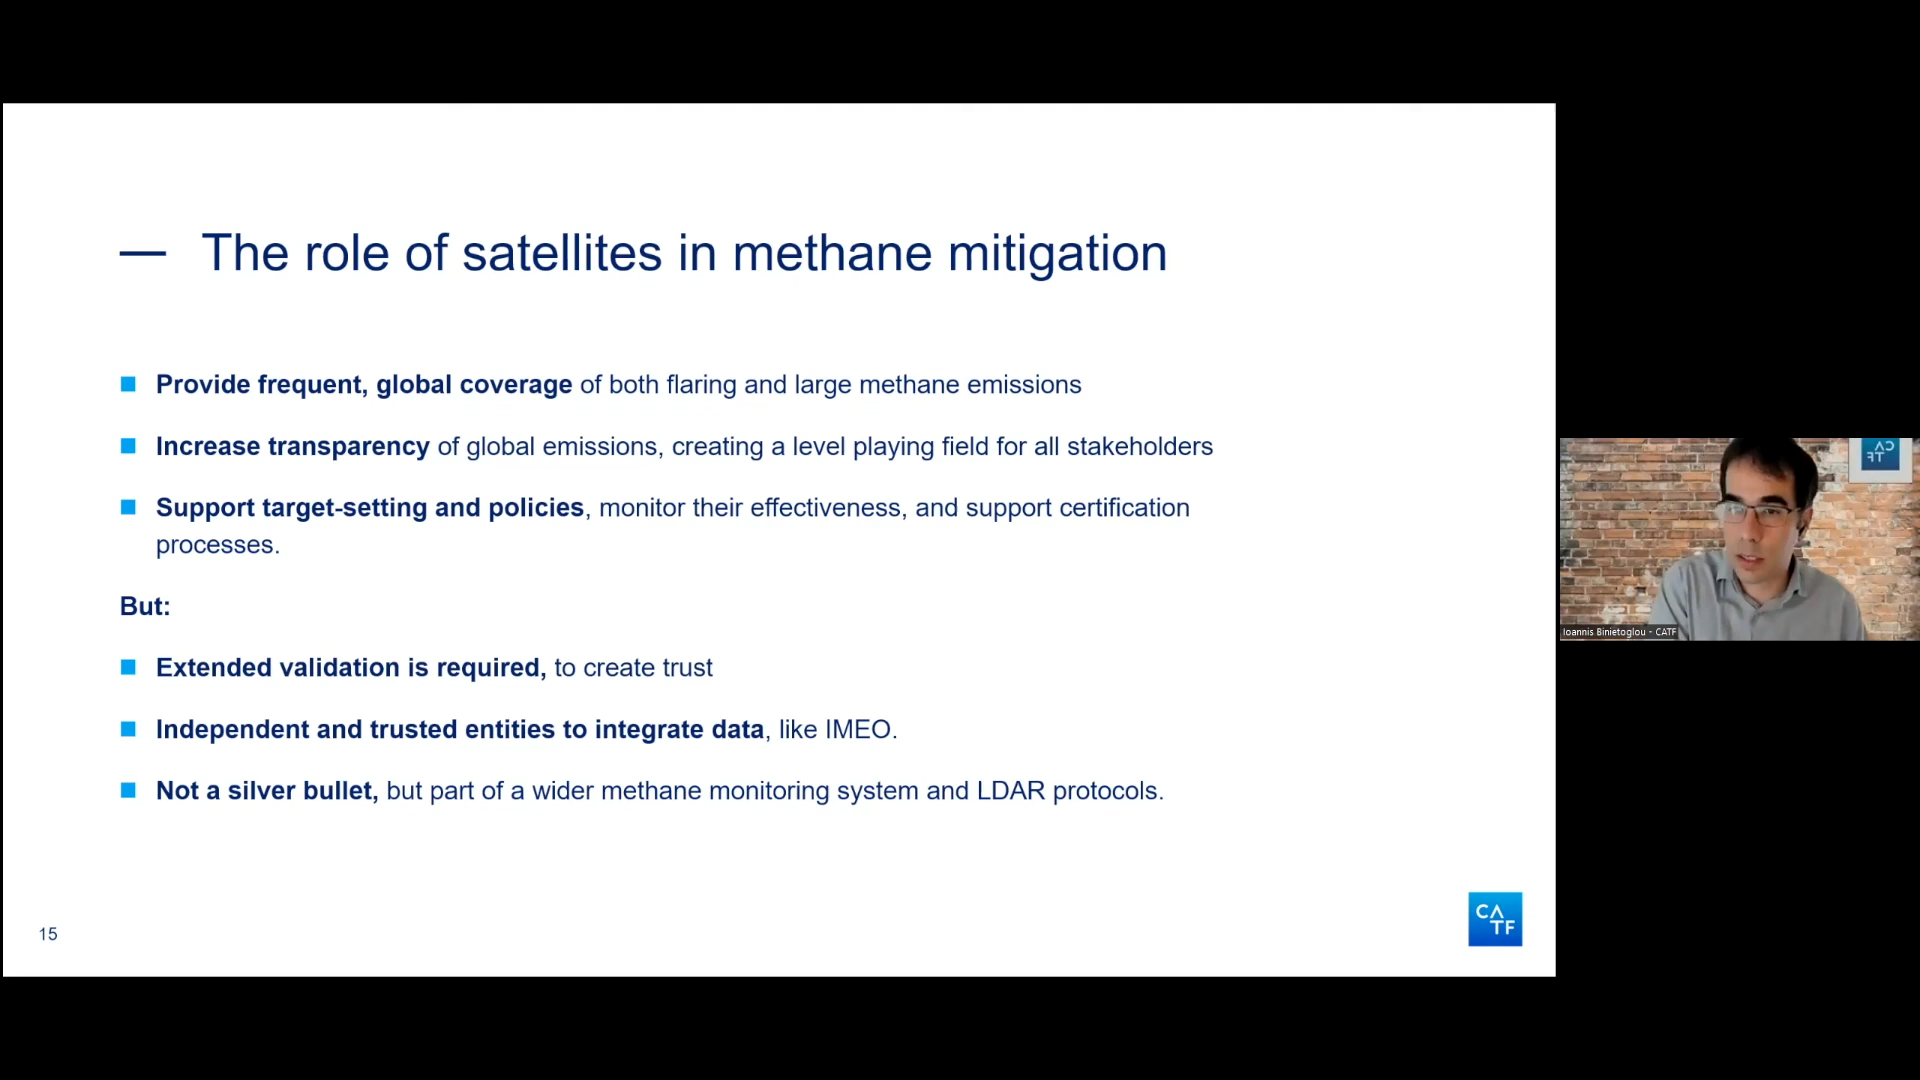 — The role of satellites in methane mitigation
■ Provide frequent, global coverage of both flaring and large methane emissions
■ Increase transparency of global emissions, creating a level playing field for all stakeholders
■ Support target-setting and policies, monitor their effectiveness, and support certification
processes.
But:
■ Extended validation is required, to create trust
■ Independent and trusted entities to integrate data, like IMEO.
■ Not a silver bullet, but part of a wider methane monitoring system and LDAR protocols.
15
CA
TF
CA
TF
Ioannis Binietoglou - CATF